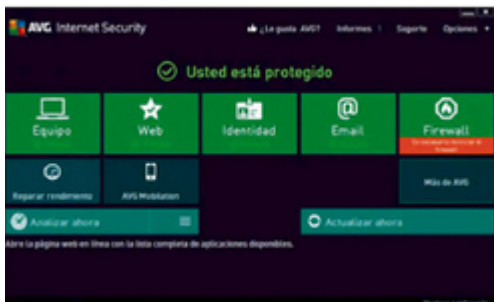 AVG Internet Security
¿Le gusta AVG? Informes Soporte Opciones
Usted está protegido
Equipo Web Identidad Email Firewall
Reparar rendimiento AVG Mobilation Más de AVG
Analizar ahora Actualizar ahora
Abre la página web en línea con la lista completa de aplicaciones disponibles.